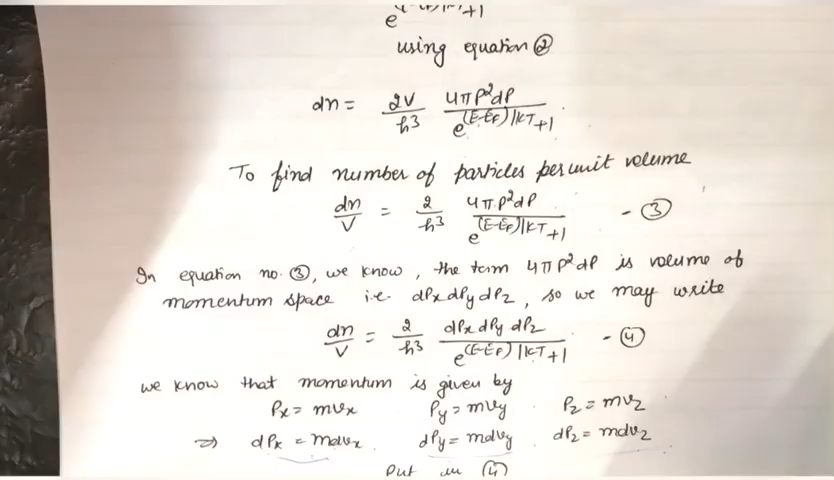 e +1
using equation ②
dn = 2V/h³ 4πP²dP/e^(E-E_F)/KT+1
To find number of particles per unit volume
dn/V = 2/h³ 4πP²dP/e^(E-E_F)/KT+1 - ③
In equation no. ③, we know, the term 4πP²dP is volume of
momentum space i.e. dPx dPy dPz, so we may write
dn/V = 2/h³ dPx dPy dPz/e^(E-E_F)/KT+1 - ④
we know that momentum is given by
Px = mvx Py = mvy Pz = mvz
⇒ dPx = mdvx dPy = mdvy dPz = mdvz
Put in ④